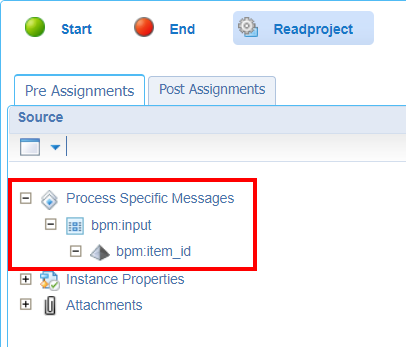 Start End Readproject
Pre Assignments Post Assignments
Source
Process Specific Messages
bpm:input
bpm:item_id
Instance Properties
Attachments